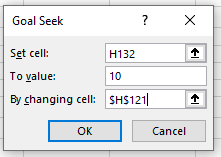 Goal Seek
Set cell: H132
To value: 10
By changing cell: $H$121
OK Cancel